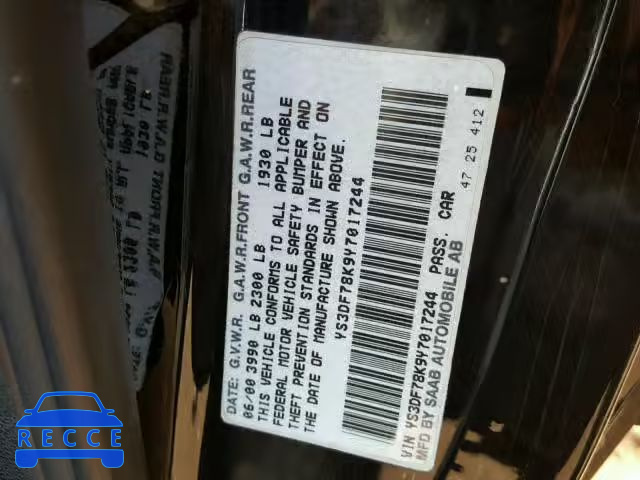 DATE: G.V.W.R. G.A.W.R.FRONT G.A.W.R.REAR
06/00 3990 LB 2300 LB 1930 LB
THIS VEHICLE CONFORMS TO ALL APPLICABLE
FEDERAL MOTOR VEHICLE SAFETY BUMPER AND
THEFT PREVENTION STANDARDS IN EFFECT ON
THE DATE OF MANUFACTURE SHOWN ABOVE.
YS3DF78K9Y7017244
47 25 412
VIN YS3DF78K9Y7017244 PASS. CAR
MFD BY SAAB AUTOMOBILE AB
RECCE